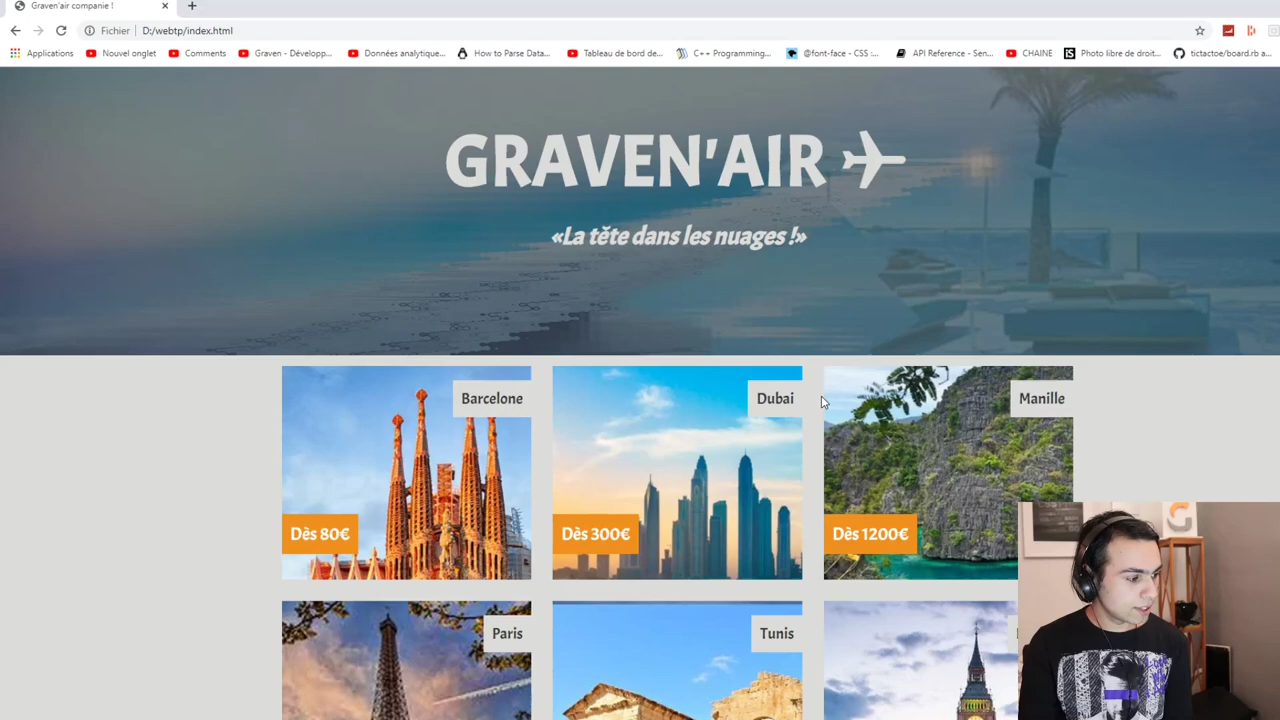 Graven'air companie !
Fichier D:/webtp/index.html
Applications Nouvel onglet Comments Graven - Développ... Données analytique... How to Parse Data... Tableau de bord de... C++ Programming... @font-face - CSS :... API Reference - Sen... CHAINE Photo libre de droit... tictactoe/board.rb a...
GRAVEN'AIR
«La tête dans les nuages !»
Barcelone
Dubai
Manille
Dès 80€
Dès 300€
Dès 1200€
Paris
Tunis